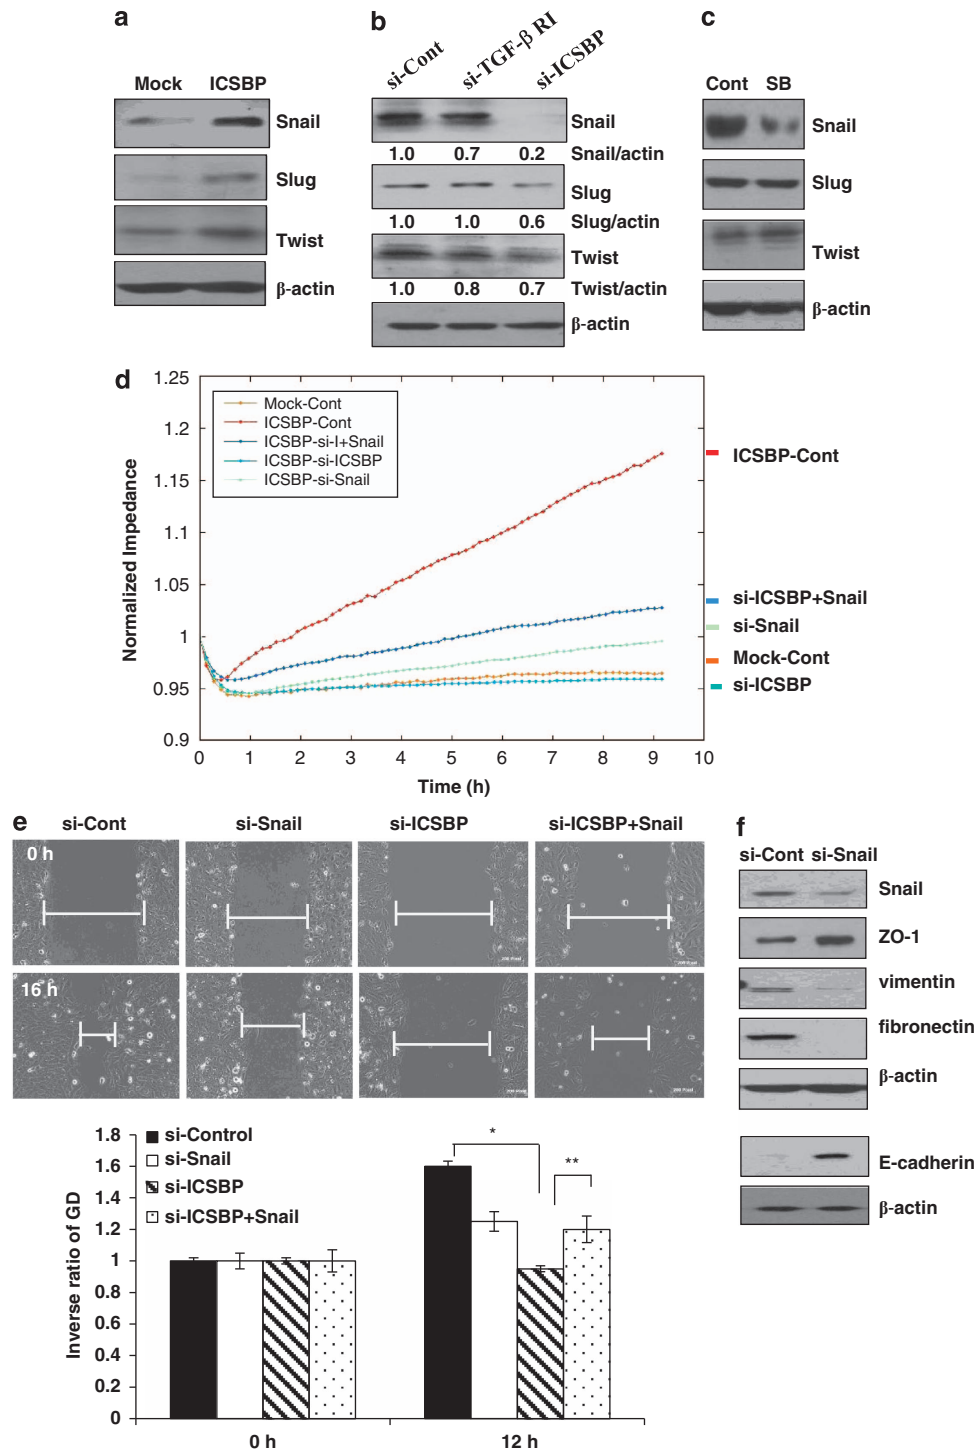 a
Mock ICSBP
Snail
Slug
Twist
β-actin
b
si-Cont si-TGF-β RI si-ICSBP
Snail
1.0 0.7 0.2 Snail/actin
Slug
1.0 1.0 0.6 Slug/actin
Twist
1.0 0.8 0.7 Twist/actin
β-actin
c
Cont SB
Snail
Slug
Twist
β-actin
d
Normalized Impedance
1.25
1.2
1.15
1.1
1.05
1
0.95
0.9
Mock-Cont
ICSBP-Cont
ICSBP-si-I+Snail
ICSBP-si-ICSBP
ICSBP-si-Snail
0 1 2 3 4 5 6 7 8 9 10
Time (h)
ICSBP-Cont
si-ICSBP+Snail
si-Snail
Mock-Cont
si-ICSBP
e
si-Cont si-Snail si-ICSBP si-ICSBP+Snail
0 h
16 h
Inverse ratio of GD
1.8
1.6
1.4
1.2
1
0.8
0.6
0.4
0.2
0
si-Control
si-Snail
si-ICSBP
si-ICSBP+Snail
*
**
0 h 12 h
f
si-Cont si-Snail
Snail
ZO-1
vimentin
fibronectin
β-actin
E-cadherin
β-actin